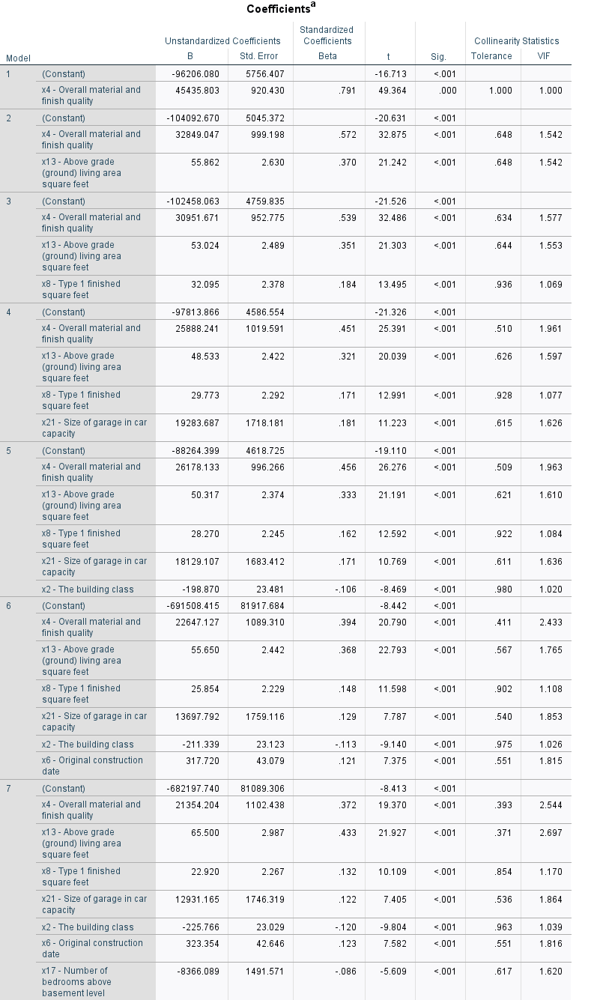 Coefficientsa
Unstandardized Coefficients Standardized Coefficients Collinearity Statistics
Model B Std. Error Beta t Sig. Tolerance VIF
1 (Constant) -96206.080 5756.407 -16.713 <.001
x4 - Overall material and finish quality 45435.803 920.430 .791 49.364 .000 1.000 1.000
2 (Constant) -104092.670 5045.372 -20.631 <.001
x4 - Overall material and finish quality 32849.047 999.198 .572 32.875 <.001 .648 1.542
x13 - Above grade (ground) living area square feet 55.862 2.630 .370 21.242 <.001 .648 1.542
3 (Constant) -102458.063 4759.835 -21.526 <.001
x4 - Overall material and finish quality 30951.671 952.775 .539 32.486 <.001 .634 1.577
x13 - Above grade (ground) living area square feet 53.024 2.489 .351 21.303 <.001 .644 1.553
x8 - Type 1 finished square feet 32.095 2.378 .184 13.495 <.001 .936 1.069
4 (Constant) -97813.866 4586.554 -21.326 <.001
x4 - Overall material and finish quality 25888.241 1019.591 .451 25.391 <.001 .510 1.961
x13 - Above grade (ground) living area square feet 48.533 2.422 .321 20.039 <.001 .626 1.597
x8 - Type 1 finished square feet 29.773 2.292 .171 12.991 <.001 .928 1.077
x21 - Size of garage in car capacity 19283.687 1718.181 .181 11.223 <.001 .615 1.626
5 (Constant) -88264.399 4618.725 -19.110 <.001
x4 - Overall material and finish quality 26178.133 996.266 .456 26.276 <.001 .509 1.963
x13 - Above grade (ground) living area square feet 50.317 2.374 .333 21.191 <.001 .621 1.610
x8 - Type 1 finished square feet 28.270 2.245 .162 12.592 <.001 .922 1.084
x21 - Size of garage in car capacity 18129.107 1683.412 .171 10.769 <.001 .611 1.636
x2 - The building class -198.870 23.481 -.106 -8.469 <.001 .980 1.020
6 (Constant) -691508.415 81917.684 -8.442 <.001
x4 - Overall material and finish quality 22647.127 1089.310 .394 20.790 <.001 .411 2.433
x13 - Above grade (ground) living area square feet 55.650 2.442 .368 22.793 <.001 .567 1.765
x8 - Type 1 finished square feet 25.854 2.229 .148 11.598 <.001 .902 1.108
x21 - Size of garage in car capacity 13697.792 1759.116 .129 7.787 <.001 .540 1.853
x2 - The building class -211.339 23.123 -.113 -9.140 <.001 .975 1.026
x6 - Original construction date 317.720 43.079 .121 7.375 <.001 .551 1.815
7 (Constant) -682197.740 81089.306 -8.413 <.001
x4 - Overall material and finish quality 21354.204 1102.438 .372 19.370 <.001 .393 2.544
x13 - Above grade (ground) living area square feet 65.500 2.987 .433 21.927 <.001 .371 2.697
x8 - Type 1 finished square feet 22.920 2.267 .132 10.109 <.001 .854 1.170
x21 - Size of garage in car capacity 12931.165 1746.319 .122 7.405 <.001 .536 1.864
x2 - The building class -225.766 23.029 -.120 -9.804 <.001 .963 1.039
x6 - Original construction date 323.354 42.646 .123 7.582 <.001 .551 1.816
x17 - Number of bedrooms above basement level -8366.089 1491.571 -.086 -5.609 <.001 .617 1.620